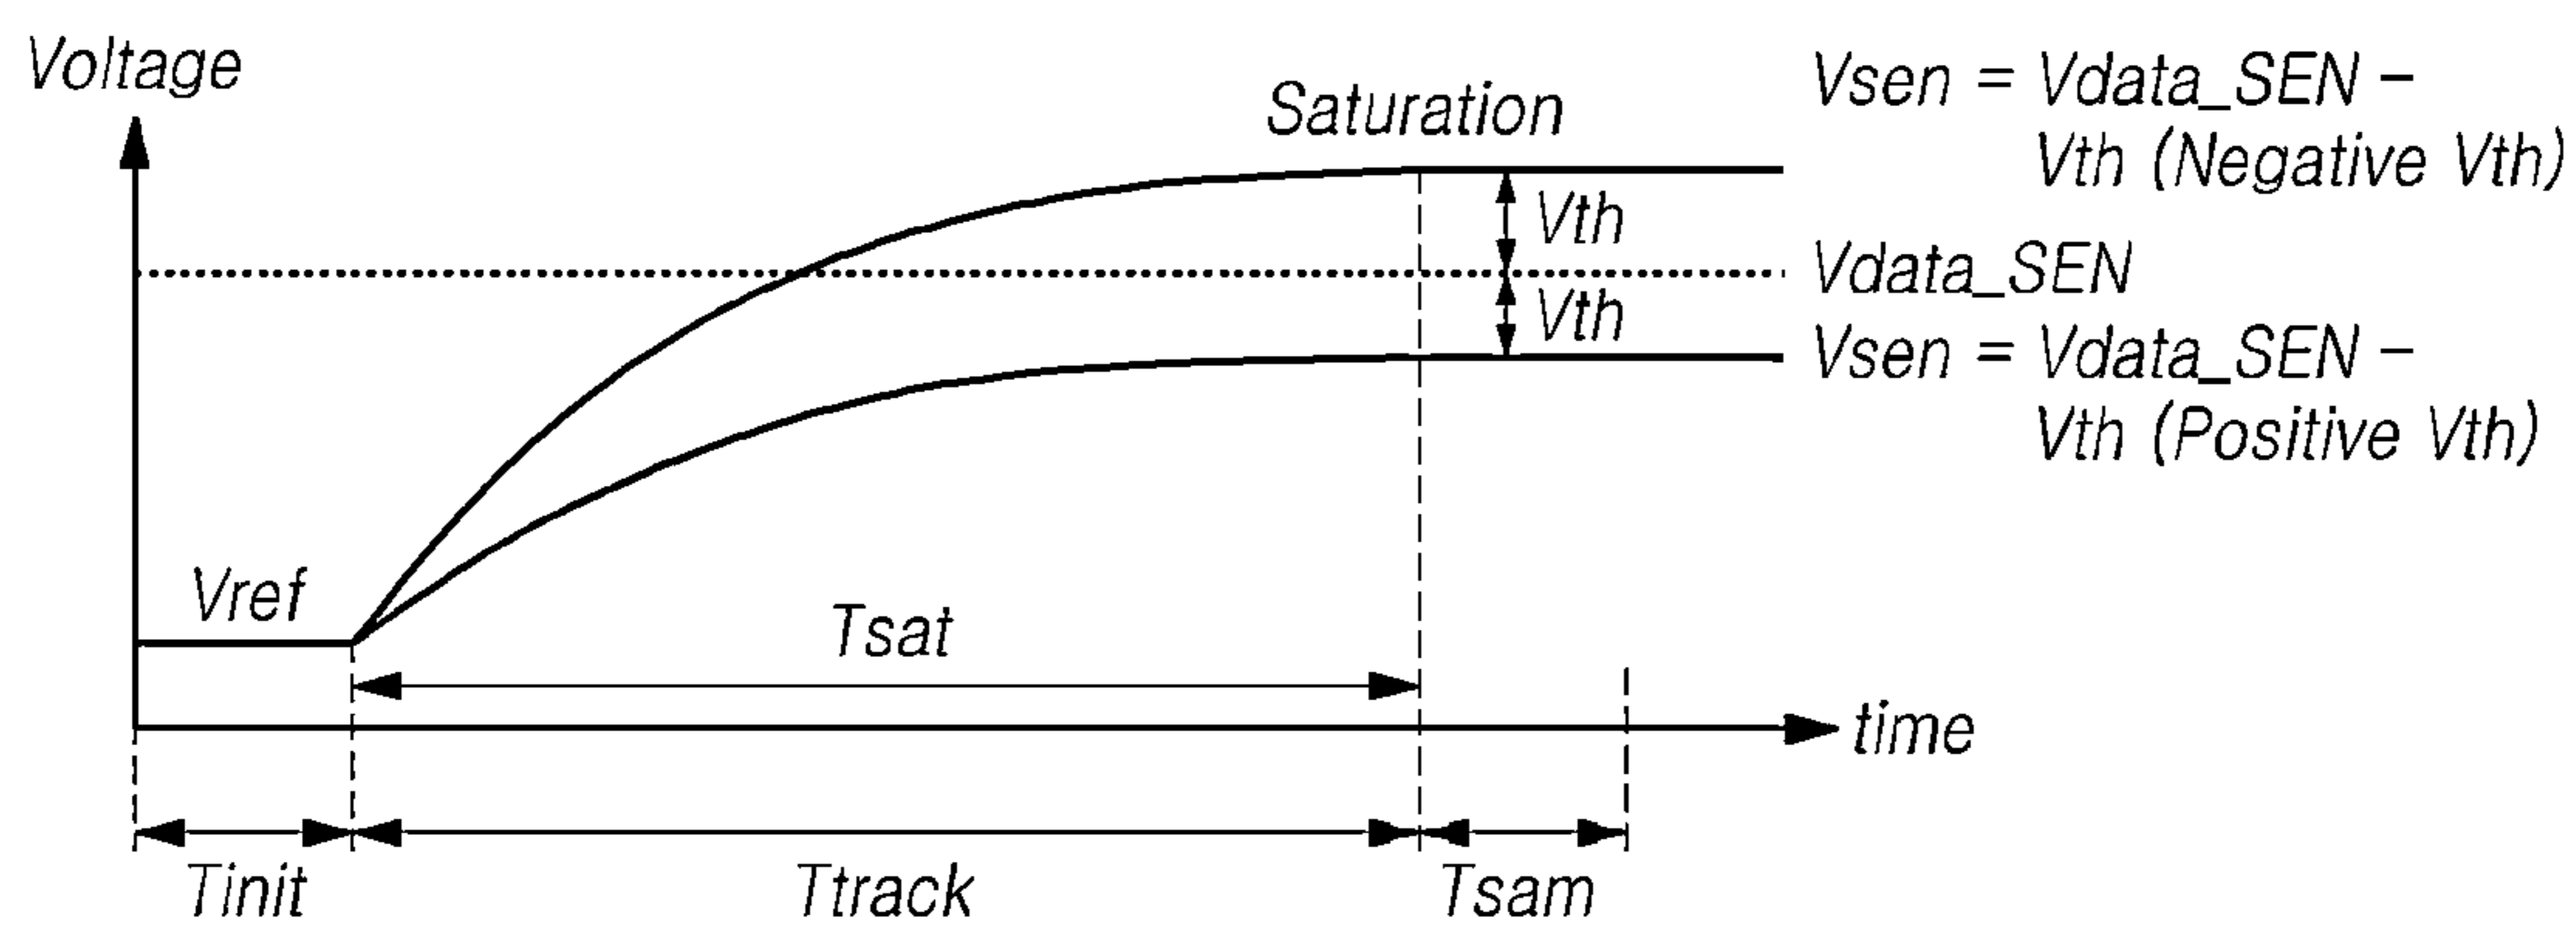 Voltage
Saturation
Vsen = Vdata_SEN –
Vth (Negative Vth)
Vth
Vdata_SEN
Vth
Vsen = Vdata_SEN –
Vth (Positive Vth)
Vref
Tsat
time
Tinit
Ttrack
Tsam